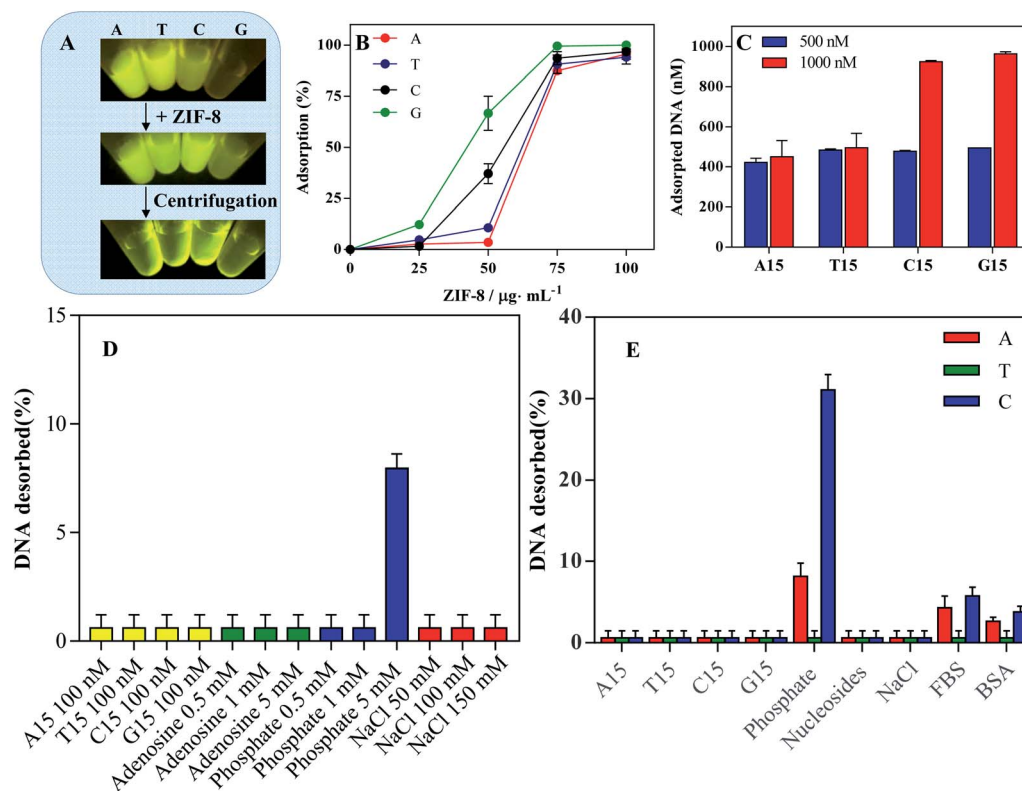 A
A T C G
+ ZIF-8
Centrifugation
B
Adsorption (%)
100
75
50
25
0
0 25 50 75 100
ZIF-8 / μg· mL-1
A
T
C
G
C
500 nM
1000 nM
Adsorpted DNA (nM)
1000
800
600
400
200
0
A15 T15 C15 G15
D
DNA desorbed(%)
15
10
5
0
A15 100 nM
T15 100 nM
C15 100 nM
G15 100 nM
Adenosine 0.5 mM
Adenosine 1 mM
Adenosine 5 mM
Phosphate 0.5 mM
Phosphate 1 mM
Phosphate 5 mM
NaCl 50 mM
NaCl 100 mM
NaCl 150 mM
E
A
T
C
DNA desorbed(%)
40
30
20
10
0
A15
T15
C15
G15
Phosphate
Nucleosides
NaCl
FBS
BSA